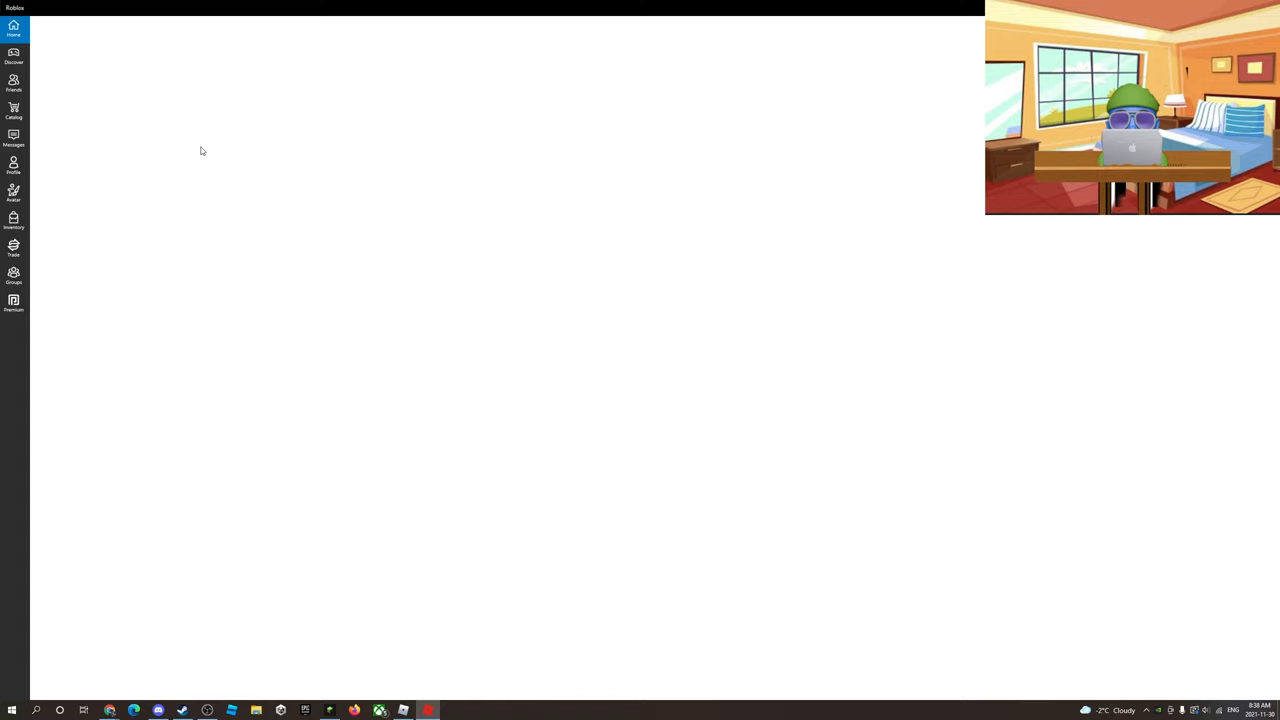 Roblox
Home
Discover
Friends
Catalog
Messages
Profile
Avatar
Inventory
Trade
Groups
Premium
-2°C Cloudy
ENG
8:38 AM
2021-11-30